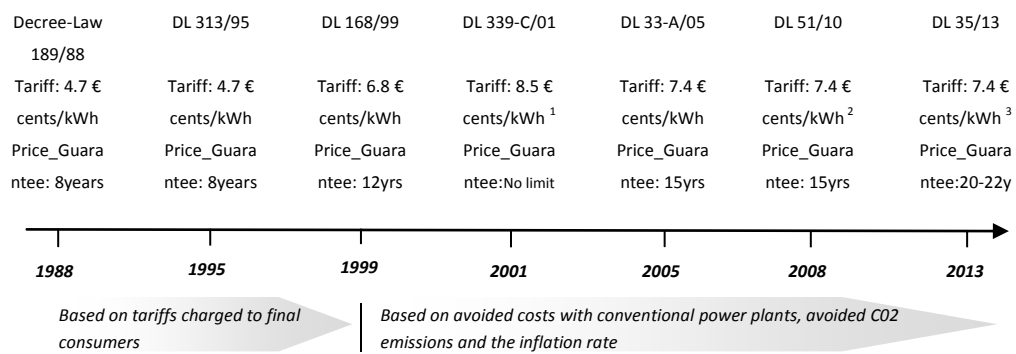 Decree-Law
189/88
Tariff: 4.7 €
cents/kWh
Price_Guara
ntee: 8years
DL 313/95
Tariff: 4.7 €
cents/kWh
Price_Guara
ntee: 8years
DL 168/99
Tariff: 6.8 €
cents/kWh
Price_Guara
ntee: 12yrs
DL 339-C/01
Tariff: 8.5 €
cents/kWh 1
Price_Guara
ntee:No limit
DL 33-A/05
Tariff: 7.4 €
cents/kWh
Price_Guara
ntee: 15yrs
DL 51/10
Tariff: 7.4 €
cents/kWh 2
Price_Guara
ntee: 15yrs
DL 35/13
Tariff: 7.4 €
cents/kWh 3
Price_Guara
ntee:20-22y
1988
1995
1999
2001
2005
2008
2013
Based on tariffs charged to final
consumers
Based on avoided costs with conventional power plants, avoided CO2
emissions and the inflation rate